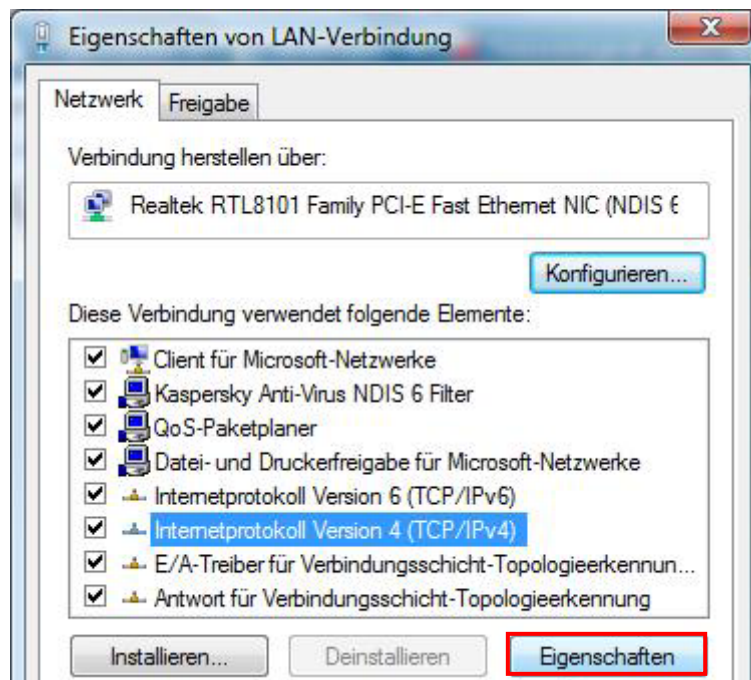 Eigenschaften von LAN-Verbindung
Netzwerk Freigabe
Verbindung herstellen über:
Realtek RTL8101 Family PCI-E Fast Ethernet NIC (NDIS 6
Konfigurieren...
Diese Verbindung verwendet folgende Elemente:
Client für Microsoft-Netzwerke
Kaspersky Anti-Virus NDIS 6 Filter
QoS-Paketplaner
Datei- und Druckerfreigabe für Microsoft-Netzwerke
Internetprotokoll Version 6 (TCP/IPv6)
Internetprotokoll Version 4 (TCP/IPv4)
E/A-Treiber für Verbindungsschicht-Topologieerkennun...
Antwort für Verbindungsschicht-Topologieerkennung
Installieren... Deinstallieren Eigenschaften